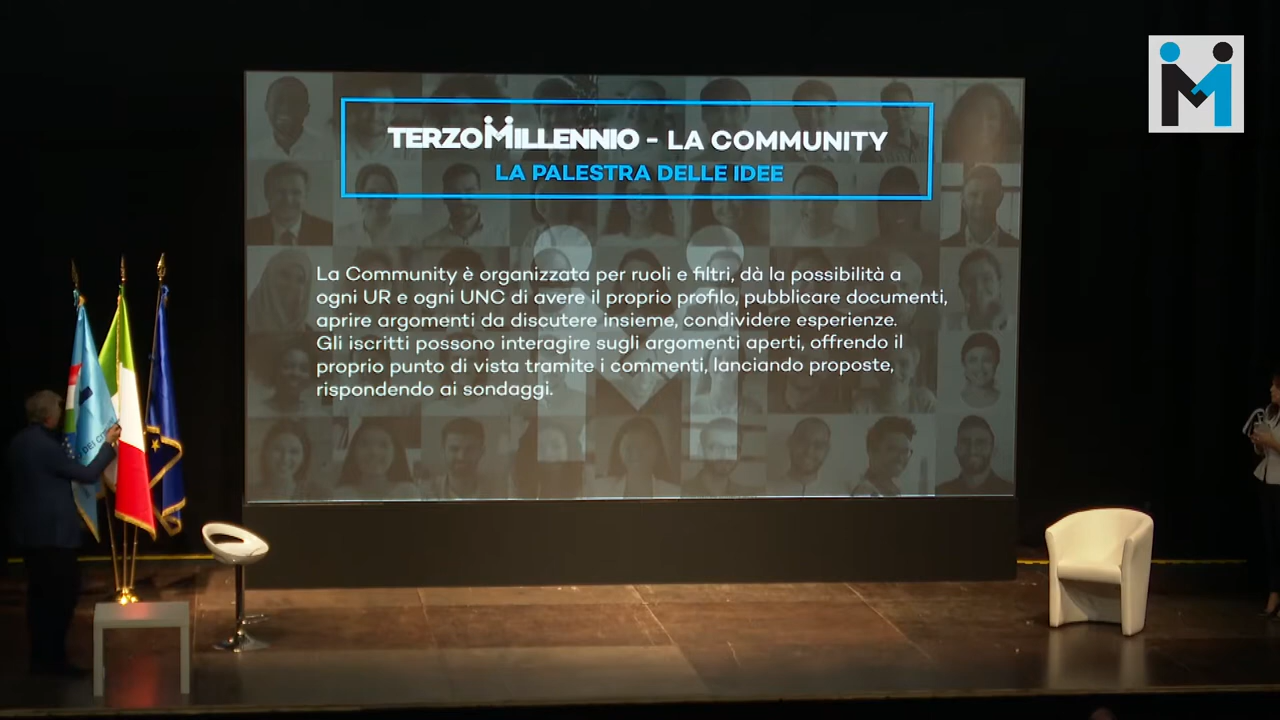 TERZOMILLENNIO - LA COMMUNITY
LA PALESTRA DELLE IDEE
La Community è organizzata per ruoli e filtri, dà la possibilità a
ogni UR e ogni UNC di avere il proprio profilo, pubblicare documenti,
aprire argomenti da discutere insieme, condividere esperienze.
Gli iscritti possono interagire sugli argomenti aperti, offrendo il
proprio punto di vista tramite i commenti, lanciando proposte,
rispondendo ai sondaggi.